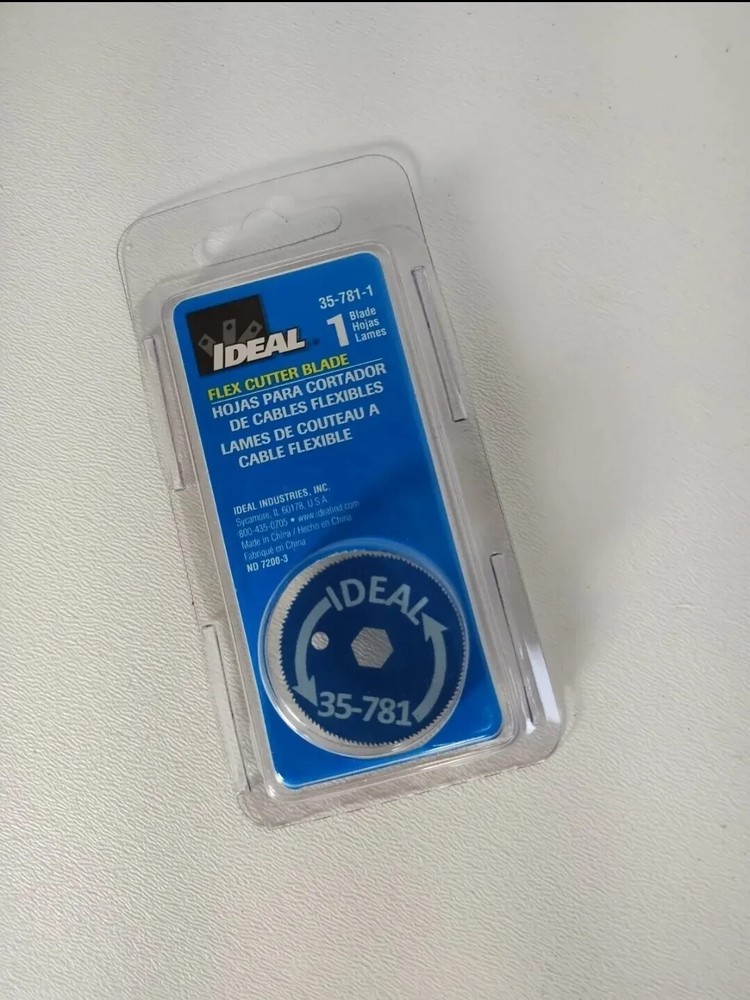 35-781-1
IDEAL®
1 Blade
Hojas
Lames
FLEX CUTTER BLADE
HOJAS PARA CORTADOR
DE CABLES FLEXIBLES
LAMES DE COUTEAU A
CABLE FLEXIBLE
IDEAL INDUSTRIES, INC.
Sycamore, IL 60178, U.S.A.
800-435-0705 • www.idealind.com
Made in China / Hecho en China
Fabriqué en China
ND 7200-3
IDEAL
35-781